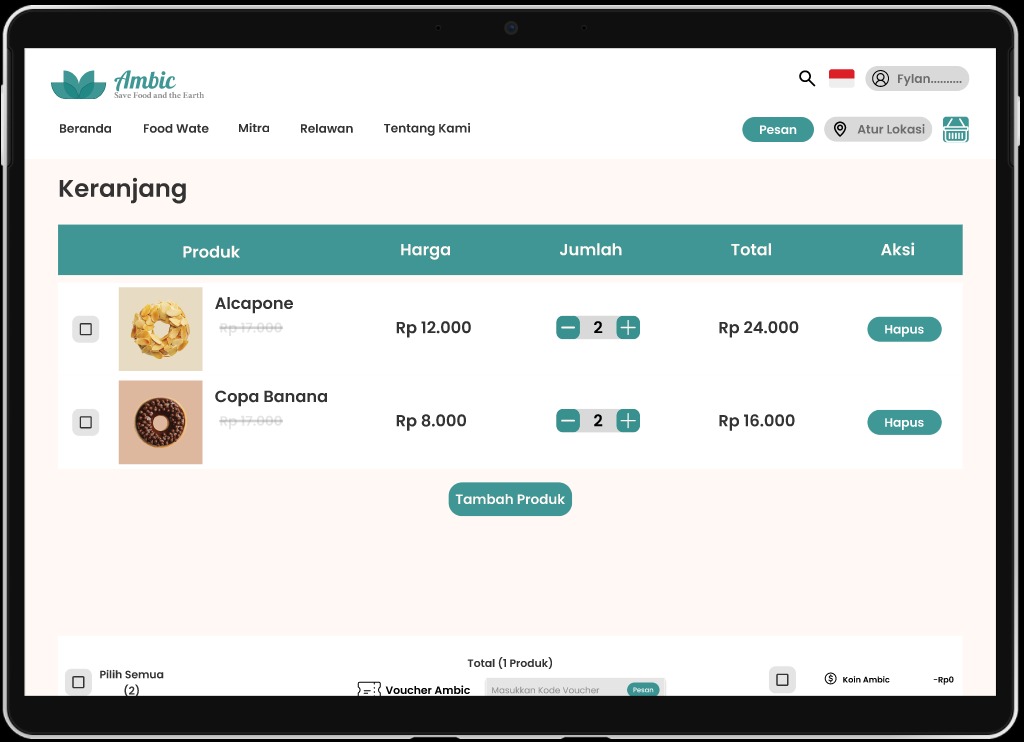 Ambic
Save Food and the Earth
Fylan..........
Beranda
Food Wate
Mitra
Relawan
Tentang Kami
Pesan
Atur Lokasi
Keranjang
Produk
Harga
Jumlah
Total
Aksi
Alcapone
Rp 17.000
Rp 12.000
2
Rp 24.000
Hapus
Copa Banana
Rp 17.000
Rp 8.000
2
Rp 16.000
Hapus
Tambah Produk
Pilih Semua
(2)
Total (1 Produk)
Voucher Ambic
Masukkan Kode Voucher
Pesan
Koin Ambic
-Rp0